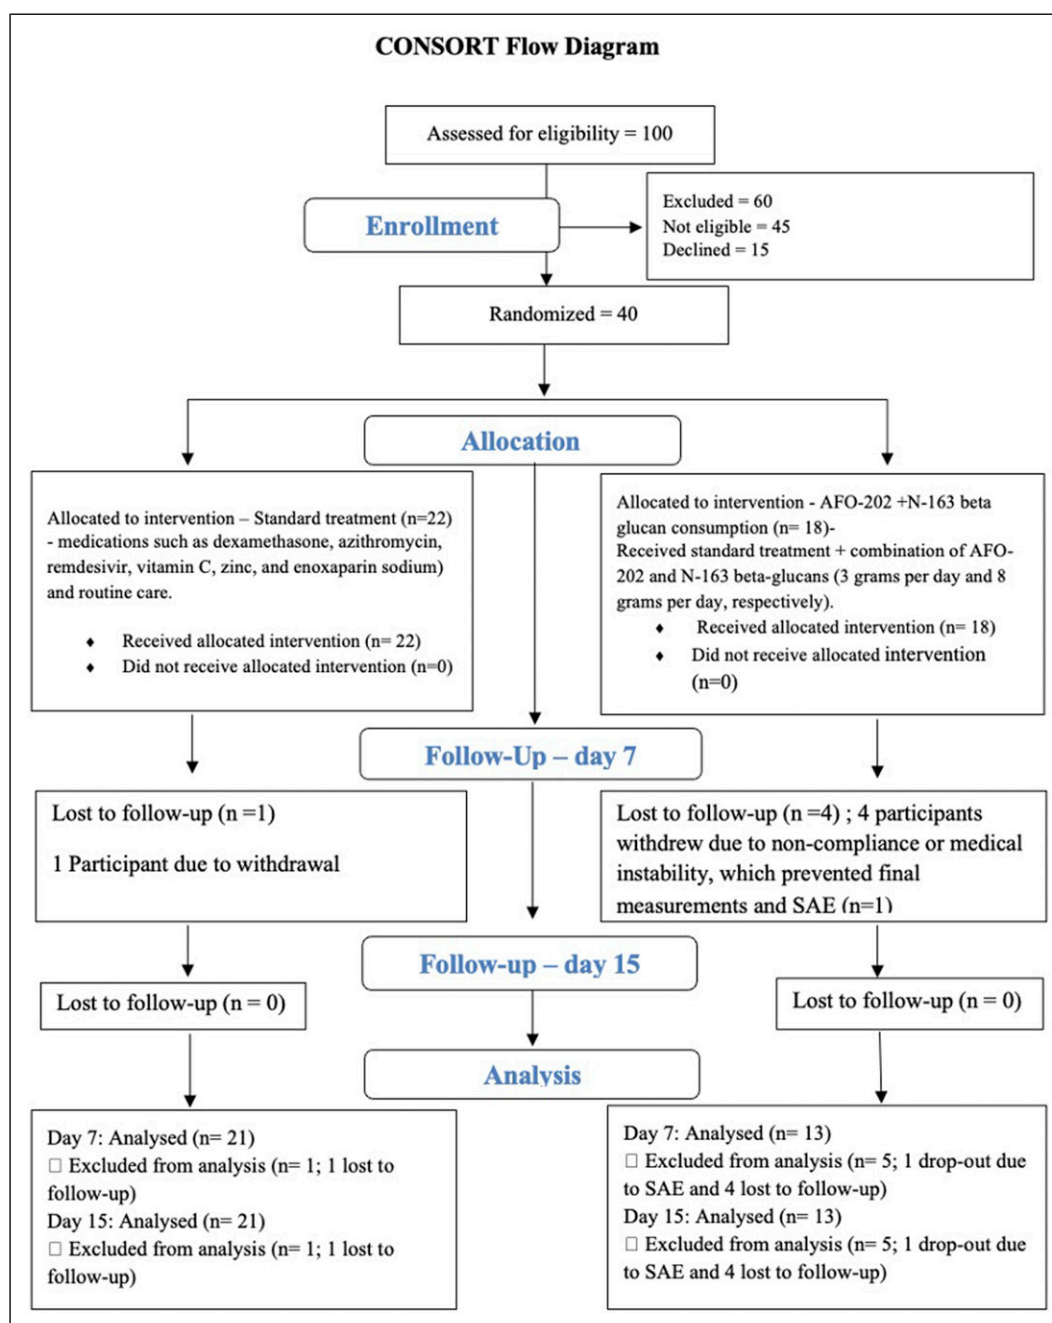 CONSORT Flow Diagram
Assessed for eligibility = 100
Enrollment
Excluded = 60
Not eligible = 45
Declined = 15
Randomized = 40
Allocation
Allocated to intervention – Standard treatment (n=22)
- medications such as dexamethasone, azithromycin,
remdesivir, vitamin C, zinc, and enoxaparin sodium)
and routine care.
♦ Received allocated intervention (n= 22)
♦ Did not receive allocated intervention (n=0)
Allocated to intervention - AFO-202 +N-163 beta
glucan consumption (n= 18)-
Received standard treatment + combination of AFO-
202 and N-163 beta-glucans (3 grams per day and 8
grams per day, respectively).
♦ Received allocated intervention (n= 18)
♦ Did not receive allocated intervention
(n=0)
Follow-Up – day 7
Lost to follow-up (n =1)
1 Participant due to withdrawal
Lost to follow-up (n =4) ; 4 participants
withdrew due to non-compliance or medical
instability, which prevented final
measurements and SAE (n=1)
Follow-up – day 15
Lost to follow-up (n = 0)
Lost to follow-up (n = 0)
Analysis
Day 7: Analysed (n= 21)
□ Excluded from analysis (n= 1; 1 lost to
follow-up)
Day 15: Analysed (n= 21)
□ Excluded from analysis (n= 1; 1 lost to
follow-up)
Day 7: Analysed (n= 13)
□ Excluded from analysis (n= 5; 1 drop-out due
to SAE and 4 lost to follow-up)
Day 15: Analysed (n= 13)
□ Excluded from analysis (n= 5; 1 drop-out due
to SAE and 4 lost to follow-up)